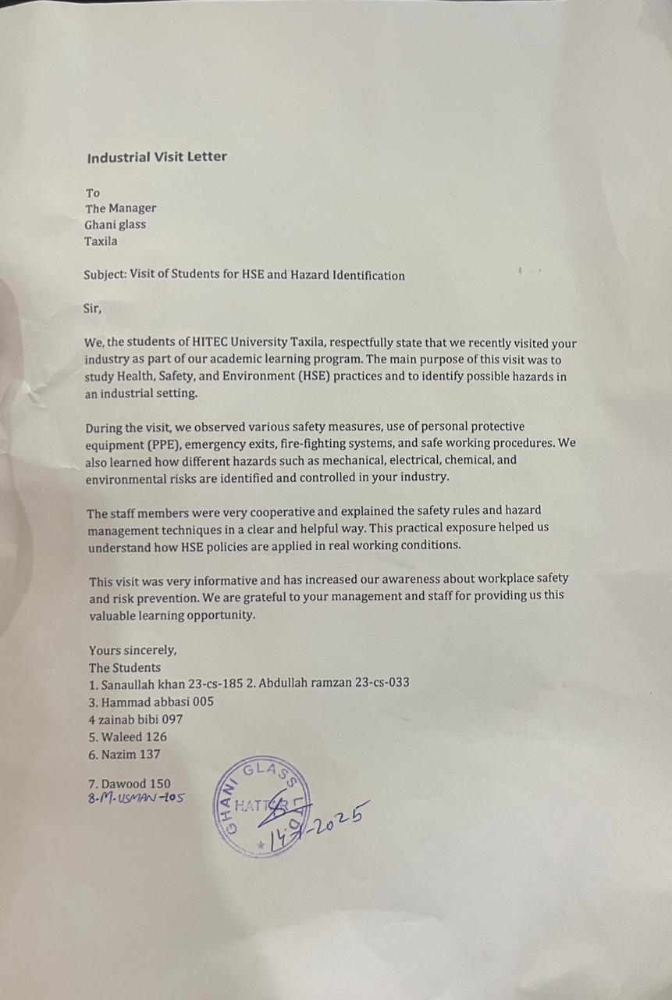 Industrial Visit Letter
To
The Manager
Ghani glass
Taxila
Subject: Visit of Students for HSE and Hazard Identification
Sir,
We, the students of HITEC University Taxila, respectfully state that we recently visited your
industry as part of our academic learning program. The main purpose of this visit was to
study Health, Safety, and Environment (HSE) practices and to identify possible hazards in
an industrial setting.
During the visit, we observed various safety measures, use of personal protective
equipment (PPE), emergency exits, fire-fighting systems, and safe working procedures. We
also learned how different hazards such as mechanical, electrical, chemical, and
environmental risks are identified and controlled in your industry.
The staff members were very cooperative and explained the safety rules and hazard
management techniques in a clear and helpful way. This practical exposure helped us
understand how HSE policies are applied in real working conditions.
This visit was very informative and has increased our awareness about workplace safety
and risk prevention. We are grateful to your management and staff for providing us this
valuable learning opportunity.
Yours sincerely,
The Students
1. Sanaullah khan 23-cs-185 2. Abdullah ramzan 23-cs-033
3. Hammad abbasi 005
4 zainab bibi 097
5. Waleed 126
6. Nazim 137
7. Dawood 150
8.M.USMAN-105
GHANI GLASS LTD
2025